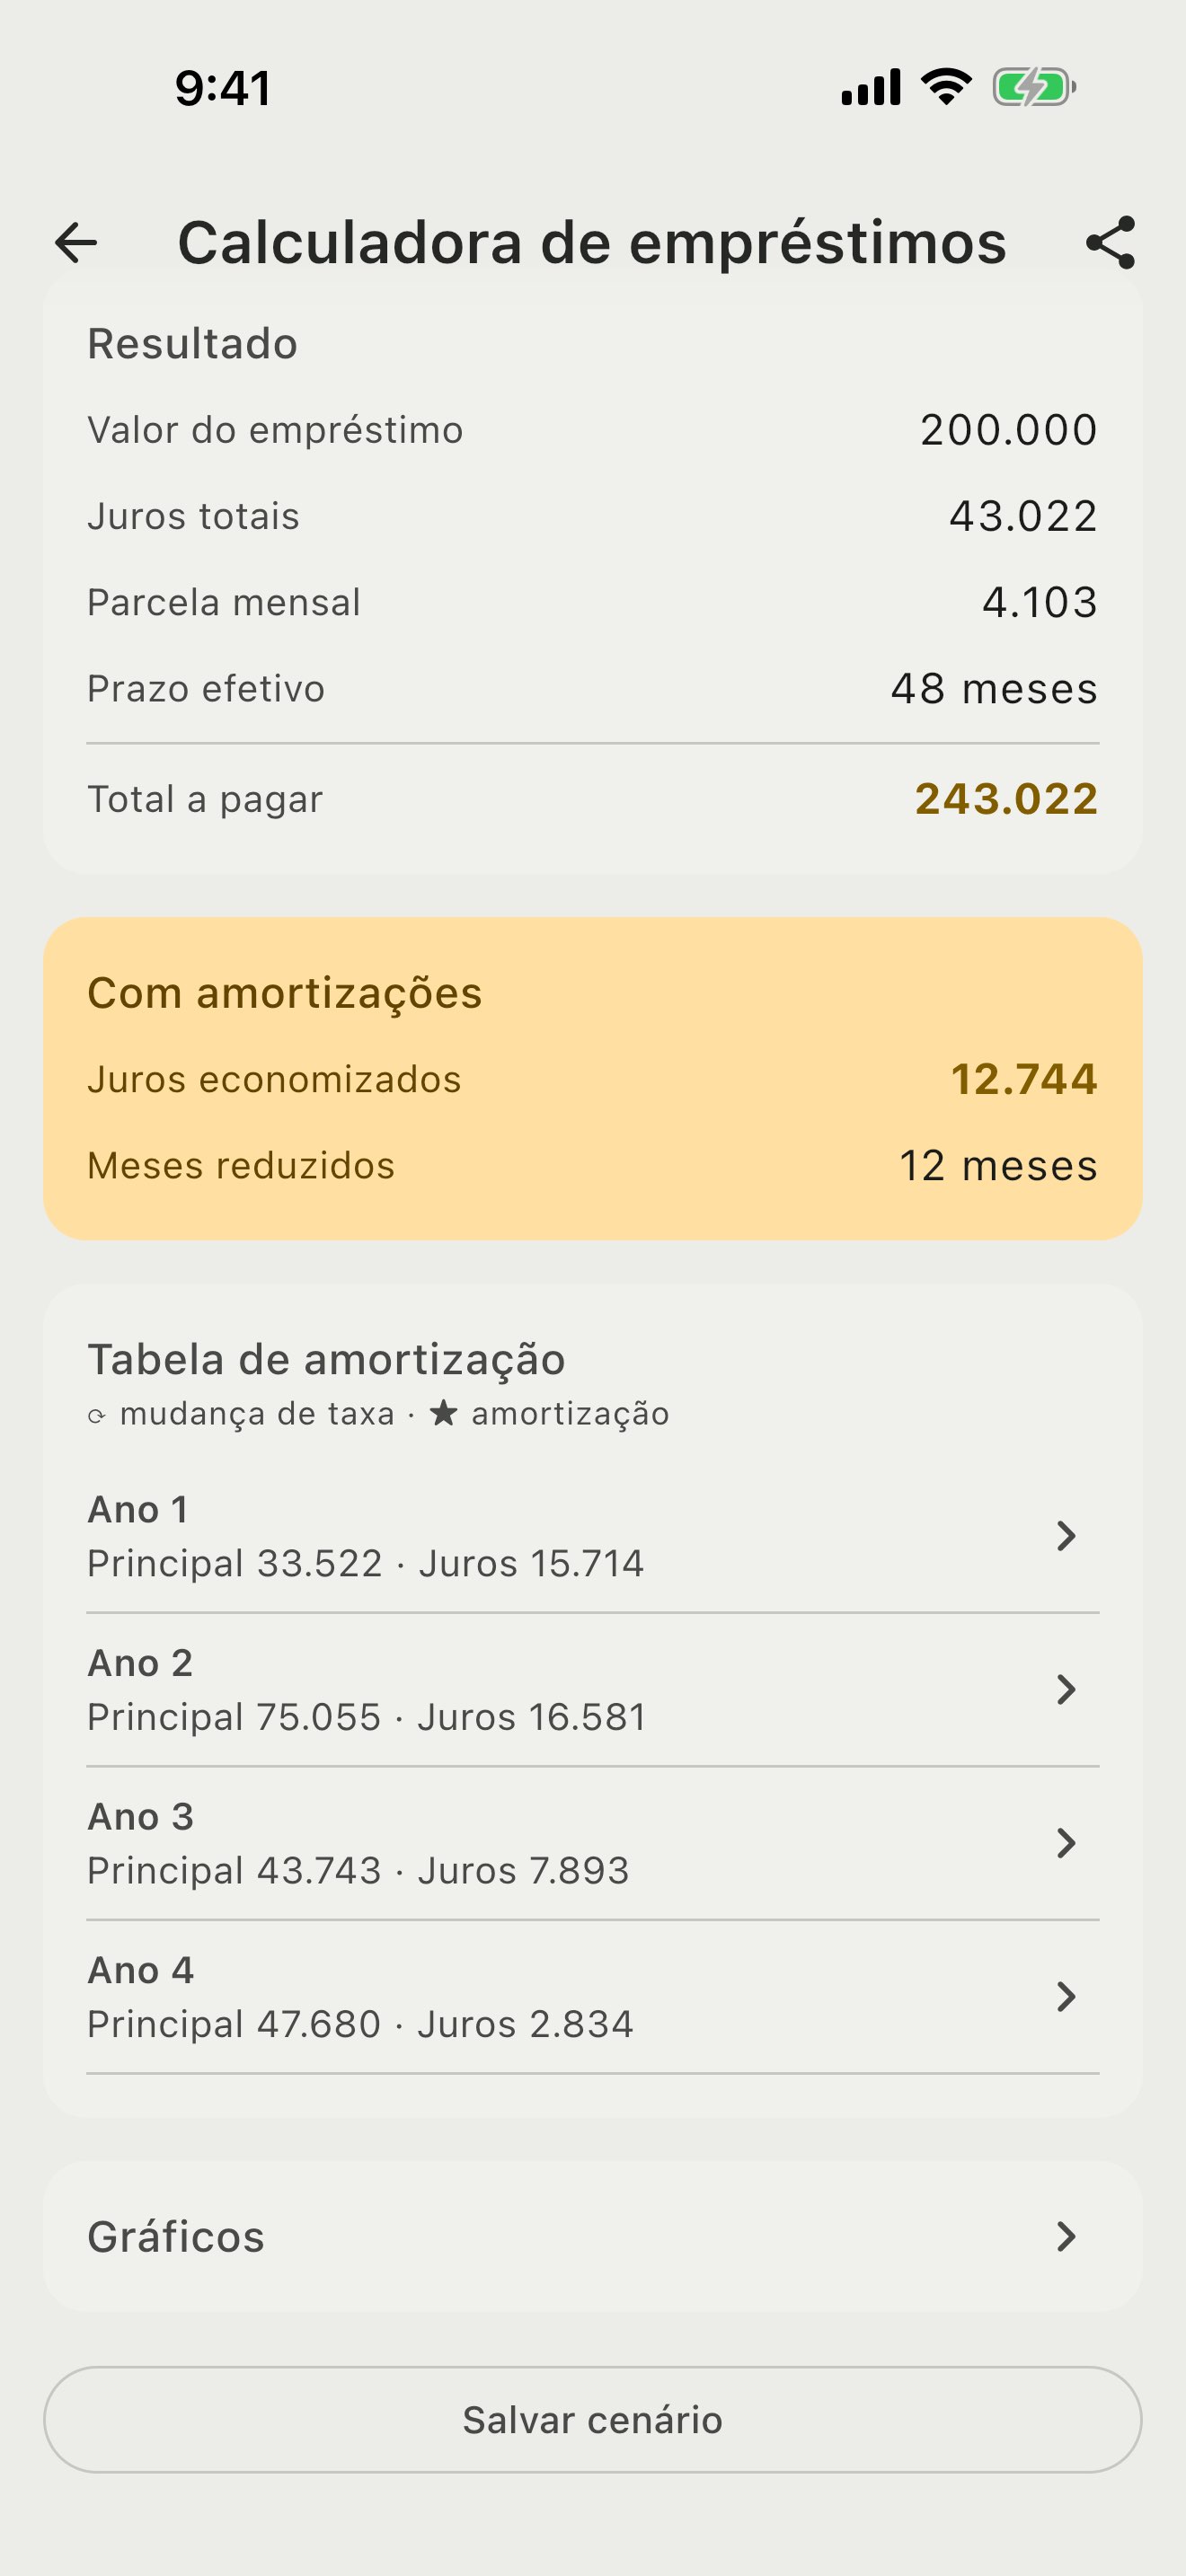 9:41
Calculadora de empréstimos
Resultado
Valor do empréstimo 200.000
Juros totais 43.022
Parcela mensal 4.103
Prazo efetivo 48 meses
Total a pagar 243.022
Com amortizações
Juros economizados 12.744
Meses reduzidos 12 meses
Tabela de amortização
⟳ mudança de taxa · ★ amortização
Ano 1
Principal 33.522 · Juros 15.714
Ano 2
Principal 75.055 · Juros 16.581
Ano 3
Principal 43.743 · Juros 7.893
Ano 4
Principal 47.680 · Juros 2.834
Gráficos
Salvar cenário